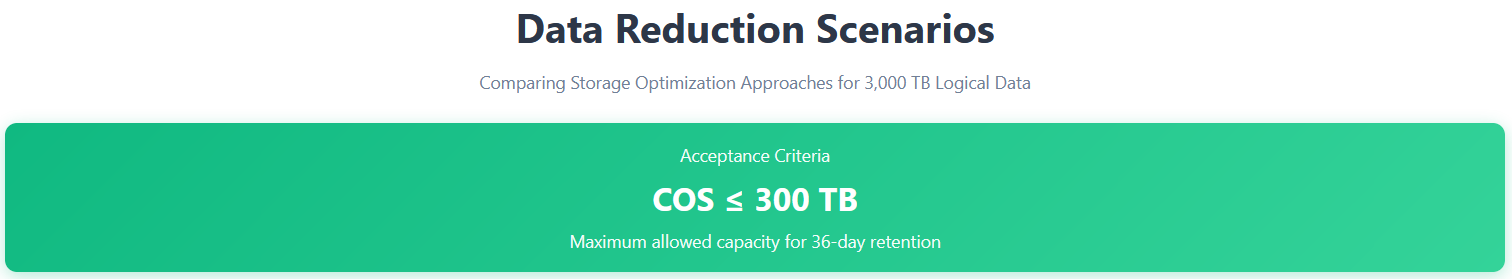 Data Reduction Scenarios
Comparing Storage Optimization Approaches for 3,000 TB Logical Data
Acceptance Criteria
COS ≤ 300 TB
Maximum allowed capacity for 36-day retention